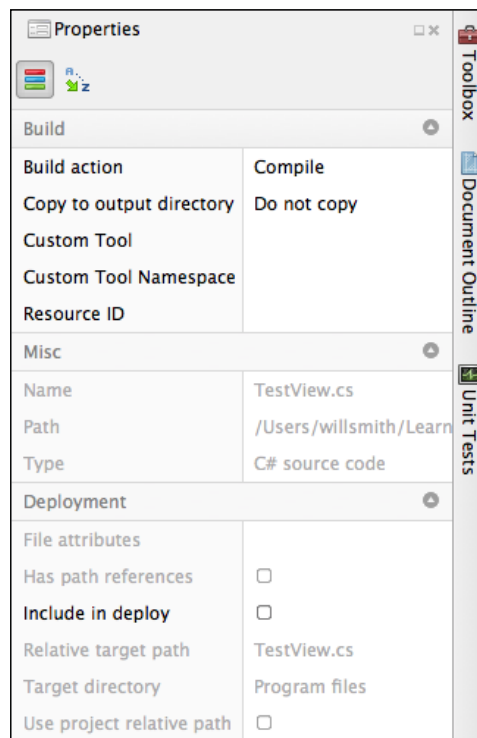 Properties
A Z
Build
Build action Compile
Copy to output directory Do not copy
Custom Tool
Custom Tool Namespace
Resource ID
Misc
Name TestView.cs
Path /Users/willsmith/Learn
Type C# source code
Deployment
File attributes
Has path references
Include in deploy
Relative target path TestView.cs
Target directory Program files
Use project relative path
Toolbox
Document Outline
Unit Tests